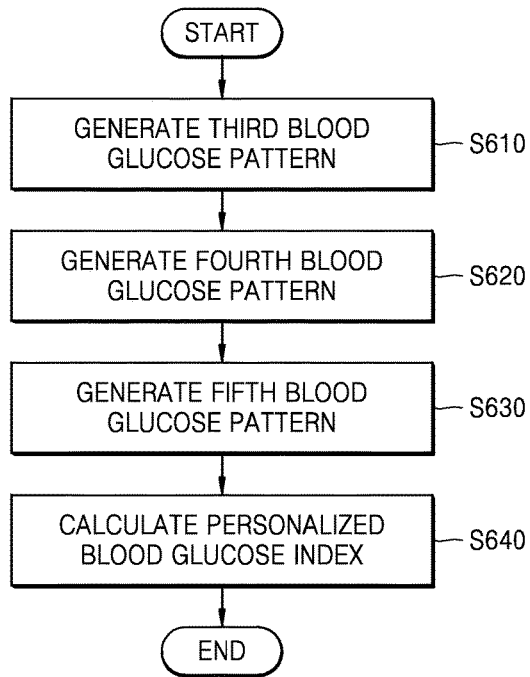 START
GENERATE THIRD BLOOD
GLUCOSE PATTERN
S610
GENERATE FOURTH BLOOD
GLUCOSE PATTERN
S620
GENERATE FIFTH BLOOD
GLUCOSE PATTERN
S630
CALCULATE PERSONALIZED
BLOOD GLUCOSE INDEX
S640
END